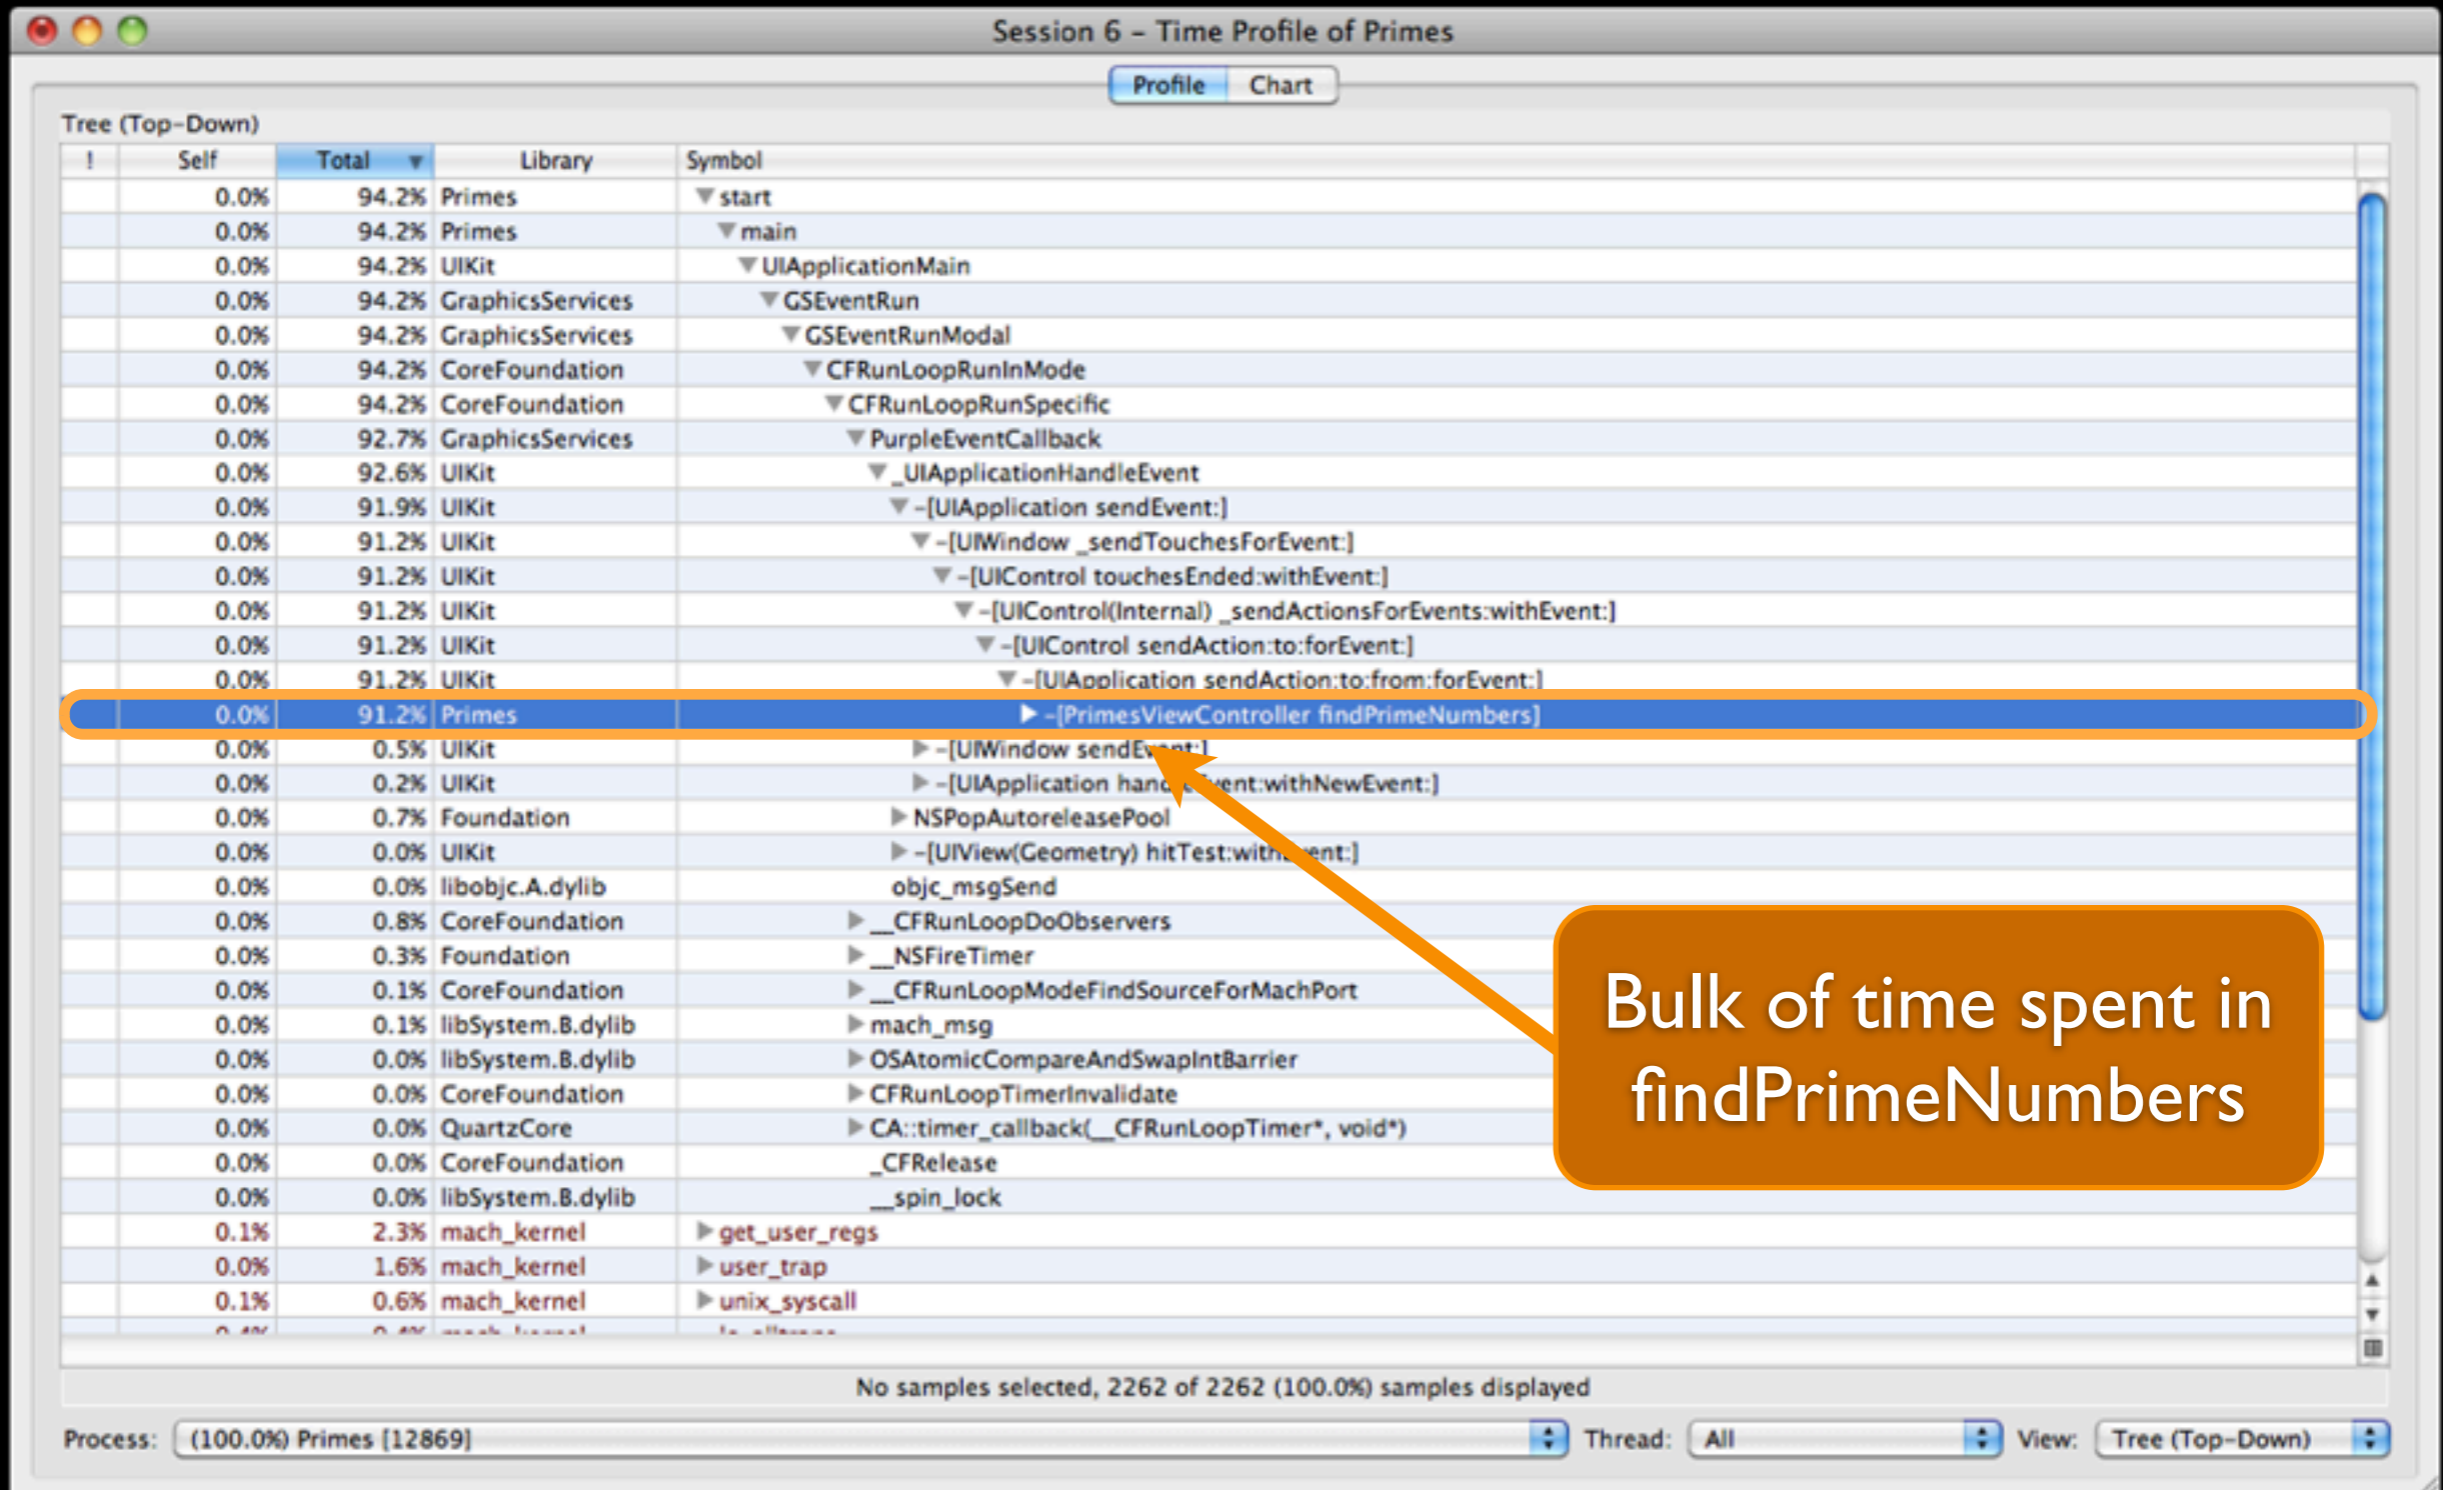 Session 6 – Time Profile of Primes
Profile Chart
Tree (Top-Down)
! Self Total Library Symbol
0.0% 94.2% Primes start
0.0% 94.2% Primes main
0.0% 94.2% UIKit UIApplicationMain
0.0% 94.2% GraphicsServices GSEventRun
0.0% 94.2% GraphicsServices GSEventRunModal
0.0% 94.2% CoreFoundation CFRunLoopRunInMode
0.0% 94.2% CoreFoundation CFRunLoopRunSpecific
0.0% 92.7% GraphicsServices PurpleEventCallback
0.0% 92.6% UIKit _UIApplicationHandleEvent
0.0% 91.9% UIKit -[UIApplication sendEvent:]
0.0% 91.2% UIKit -[UIWindow _sendTouchesForEvent:]
0.0% 91.2% UIKit -[UIControl touchesEnded:withEvent:]
0.0% 91.2% UIKit -[UIControl(Internal) _sendActionsForEvents:withEvent:]
0.0% 91.2% UIKit -[UIControl sendAction:to:forEvent:]
0.0% 91.2% UIKit -[UIApplication sendAction:to:from:forEvent:]
0.0% 91.2% Primes -[PrimesViewController findPrimeNumbers]
0.0% 0.5% UIKit -[UIWindow sendEvent:]
0.0% 0.2% UIKit -[UIApplication handleEvent:withNewEvent:]
0.0% 0.7% Foundation NSPopAutoreleasePool
0.0% 0.0% UIKit -[UIView(Geometry) hitTest:withEvent:]
0.0% 0.0% libobjc.A.dylib objc_msgSend
0.0% 0.8% CoreFoundation __CFRunLoopDoObservers
0.0% 0.3% Foundation __NSFireTimer
0.0% 0.1% CoreFoundation __CFRunLoopModeFindSourceForMachPort
0.0% 0.1% libSystem.B.dylib mach_msg
0.0% 0.0% libSystem.B.dylib OSAtomicCompareAndSwapIntBarrier
0.0% 0.0% CoreFoundation CFRunLoopTimerInvalidate
0.0% 0.0% QuartzCore CA::timer_callback(__CFRunLoopTimer*, void*)
0.0% 0.0% CoreFoundation _CFRelease
0.0% 0.0% libSystem.B.dylib __spin_lock
0.1% 2.3% mach_kernel get_user_regs
0.0% 1.6% mach_kernel user_trap
0.1% 0.6% mach_kernel unix_syscall
Bulk of time spent in
findPrimeNumbers
No samples selected, 2262 of 2262 (100.0%) samples displayed
Process: (100.0%) Primes [12869] Thread: All View: Tree (Top-Down)